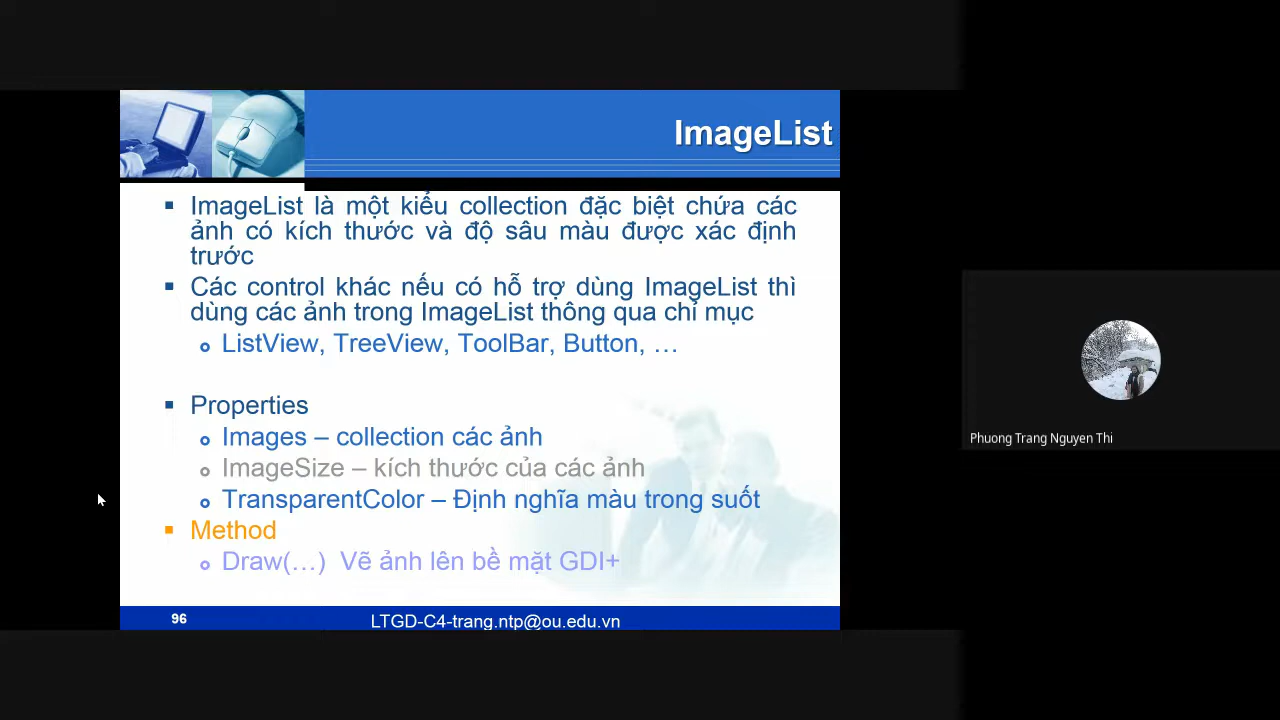 ImageList
ImageList là một kiểu collection đặc biệt chứa các
ảnh có kích thước và độ sâu màu được xác định
trước
Các control khác nếu có hỗ trợ dùng ImageList thì
dùng các ảnh trong ImageList thông qua chỉ mục
ListView, TreeView, ToolBar, Button, …
Properties
Images – collection các ảnh
ImageSize – kích thước của các ảnh
TransparentColor – Định nghĩa màu trong suốt
Method
Draw(…) Vẽ ảnh lên bề mặt GDI+
96
LTGD-C4-trang.ntp@ou.edu.vn
Phuong Trang Nguyen Thi